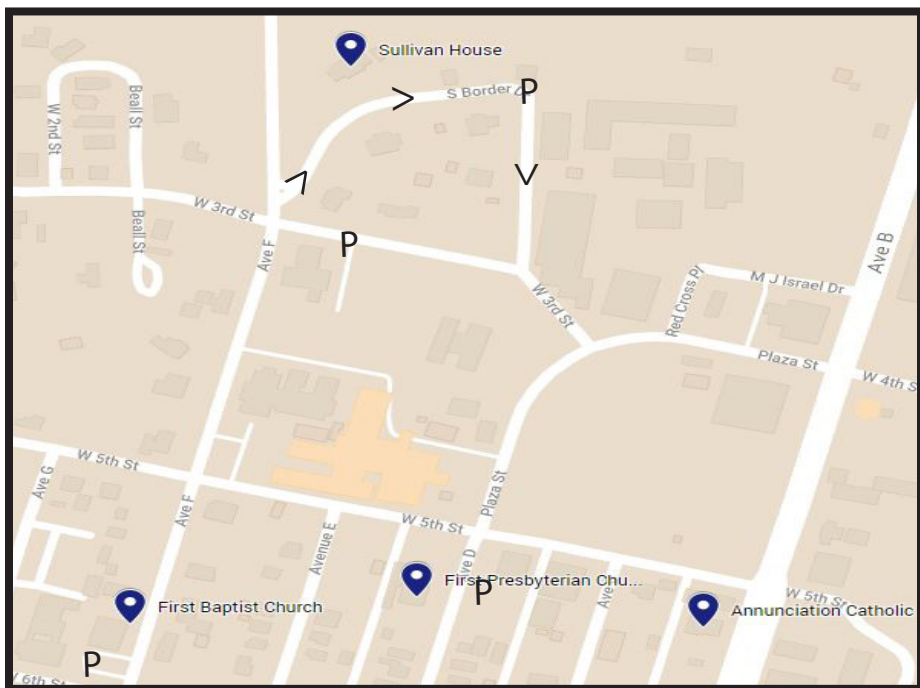 Sullivan House
S Border
P
>
W 2nd St
Beall St
>
>
W 3rd St
Beall St
Ave F
P
Ave B
Red Cross Pl
M J Israel Dr
W 3rd St
Plaza St
W 4th S
W 5th St
Ave G
Ave F
Avenue E
W 5th St
Plaza St
ve D
First Presbyterian Chu...
P
Ave
W 5th St
First Baptist Church
Annunciation Catholic
P
W 6th St